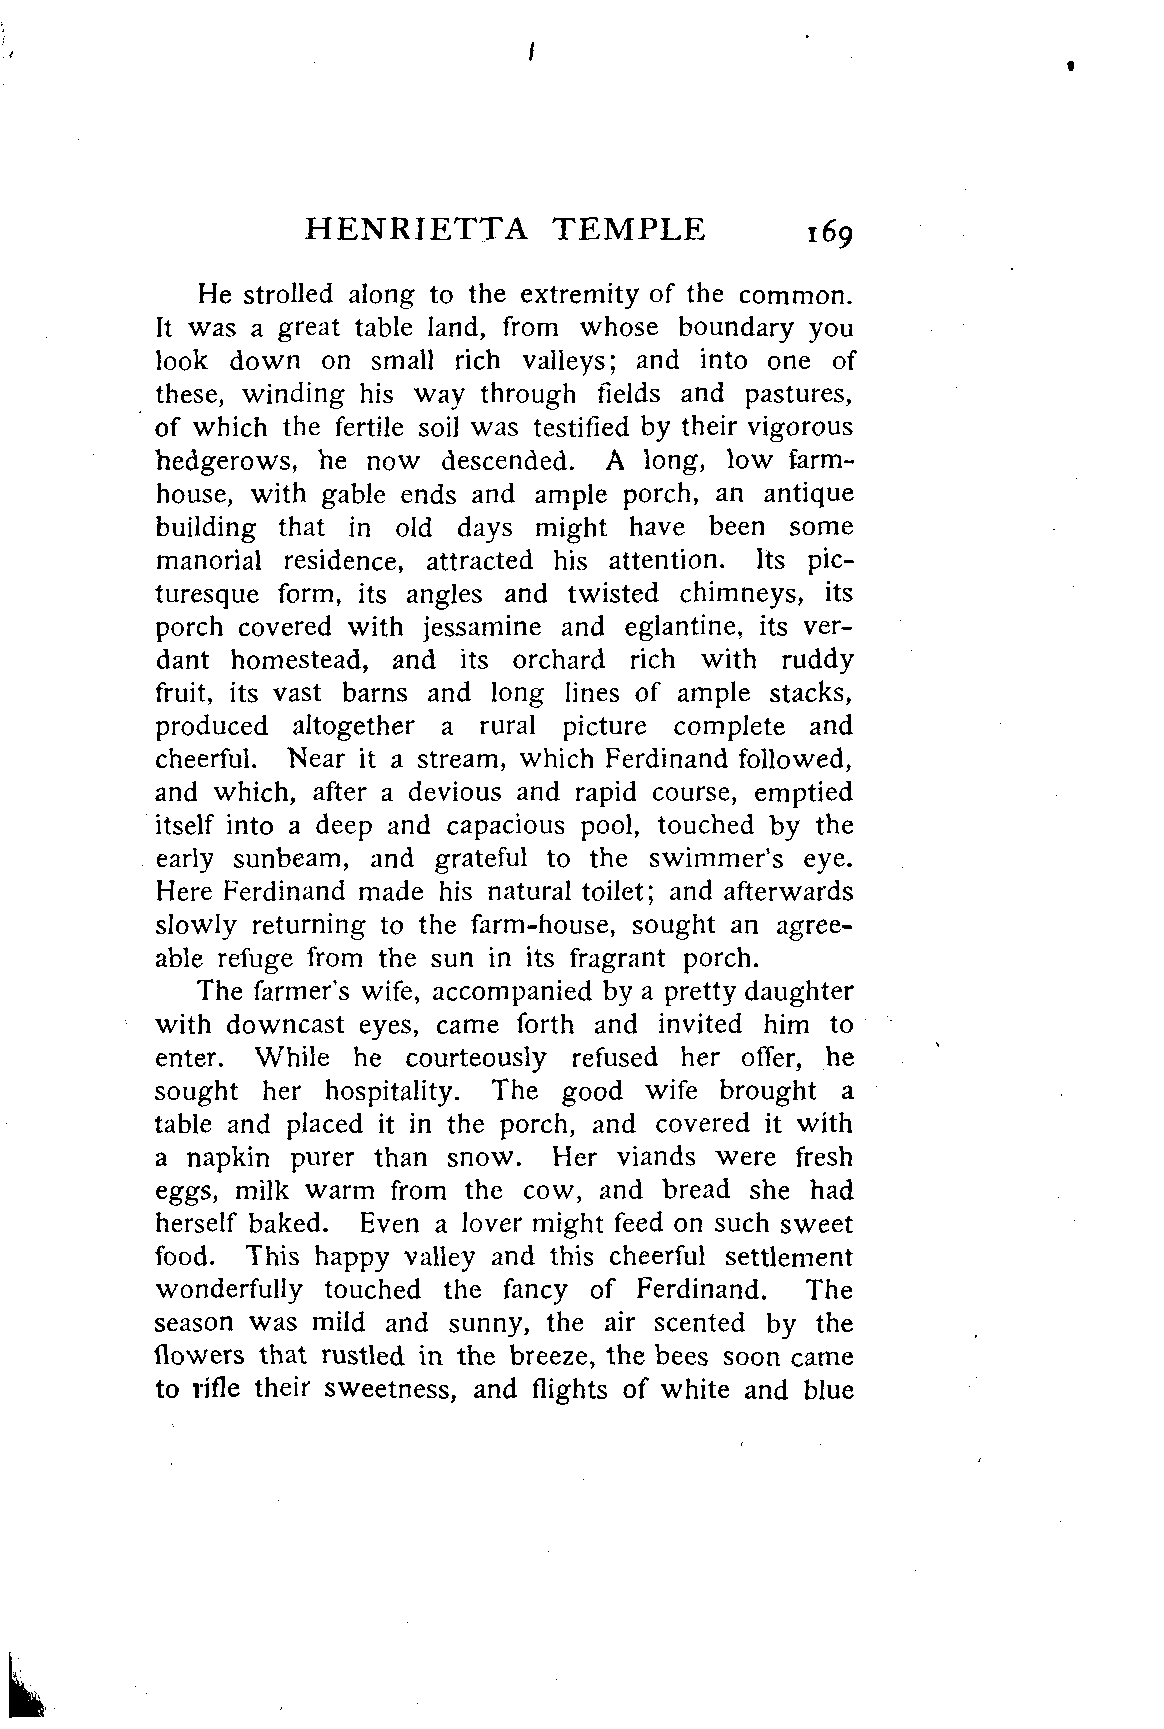 HENRIETTA TEMPLE 169
He strolled along to the extremity of the common.
It was a great table land, from whose boundary you
look down on small rich valleys; and into one of
these, winding his way through fields and pastures,
of which the fertile soil was testified by their vigorous
hedgerows, he now descended. A long, low farm-
house, with gable ends and ample porch, an antique
building that in old days might have been some
manorial residence, attracted his attention. Its pic-
turesque form, its angles and twisted chimneys, its
porch covered with jessamine and eglantine, its ver-
dant homestead, and its orchard rich with ruddy
fruit, its vast barns and long lines of ample stacks,
produced altogether a rural picture complete and
cheerful. Near it a stream, which Ferdinand followed,
and which, after a devious and rapid course, emptied
itself into a deep and capacious pool, touched by the
early sunbeam, and grateful to the swimmer's eye.
Here Ferdinand made his natural toilet; and afterwards
slowly returning to the farm-house, sought an agree-
able refuge from the sun in its fragrant porch.
The farmer's wife, accompanied by a pretty daughter
with downcast eyes, came forth and invited him to
enter. While he courteously refused her offer, he
sought her hospitality. The good wife brought a
table and placed it in the porch, and covered it with
a napkin purer than snow. Her viands were fresh
eggs, milk warm from the cow, and bread she had
herself baked. Even a lover might feed on such sweet
food. This happy valley and this cheerful settlement
wonderfully touched the fancy of Ferdinand. The
season was mild and sunny, the air scented by the
flowers that rustled in the breeze, the bees soon came
to rifle their sweetness, and flights of white and blue